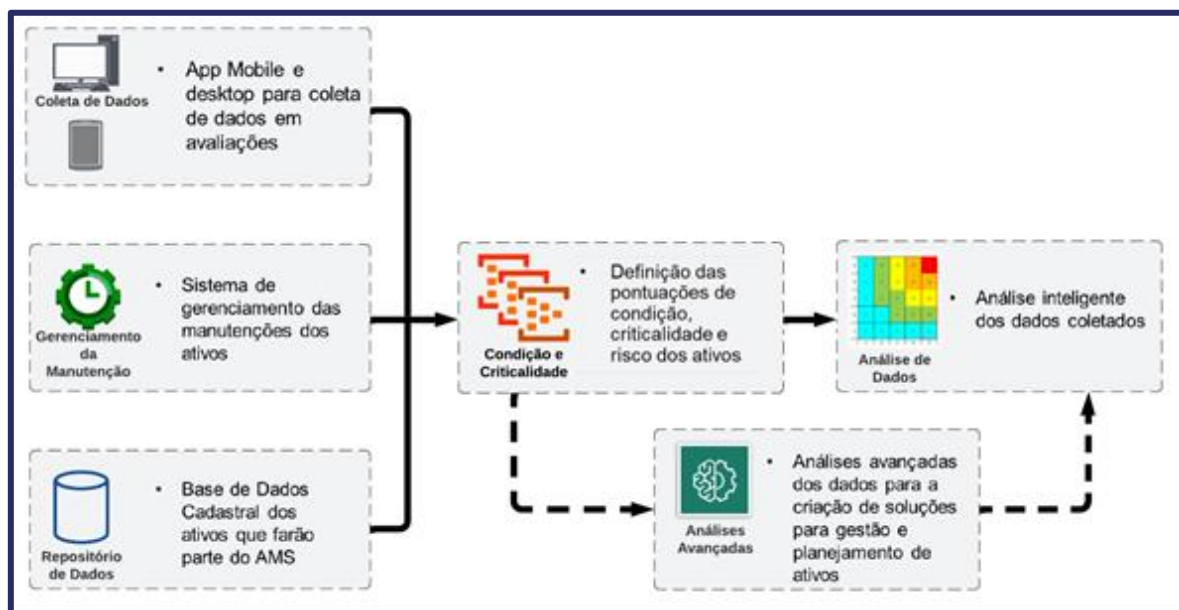 Coleta de Dados
• App Mobile e
desktop para coleta
de dados em
avaliações
Gerenciamento
da
Manutenção
• Sistema de
gerenciamento das
manutenções dos
ativos
Repositório
de Dados
• Base de Dados
Cadastral dos
ativos que farão
parte do AMS
Condição e
Criticalidade
• Definição das
pontuações de
condição,
criticalidade e
risco dos ativos
Análise de
Dados
• Análise inteligente
dos dados coletados
Análises
Avançadas
• Análises avançadas
dos dados para a
criação de soluções
para gestão e
planejamento de
ativos